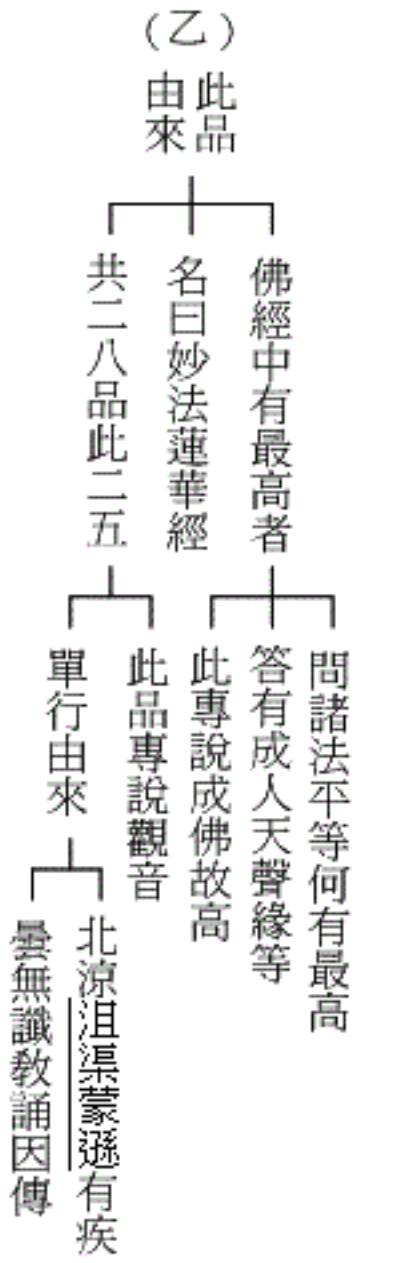 （乙）
此品
由來
佛經中有最高者
名曰妙法蓮華經
共二八品此二五
問諸法平等何有最高
答有成人天聲緣等
此專說成佛故高
此品專說觀音
單行由來
北涼沮渠蒙遜有疾
曇無讖教誦因傳